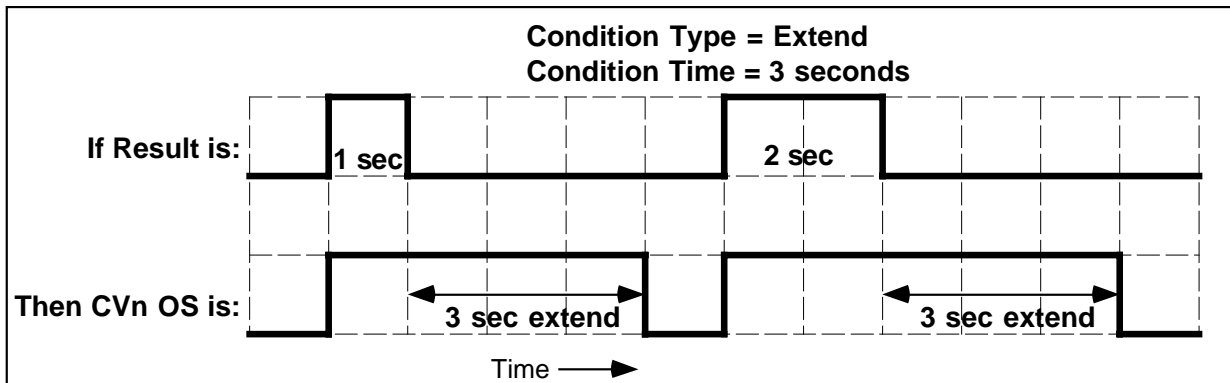 Condition Type = Extend
Condition Time = 3 seconds
If Result is:
1 sec
2 sec
Then CVn OS is:
3 sec extend
3 sec extend
Time